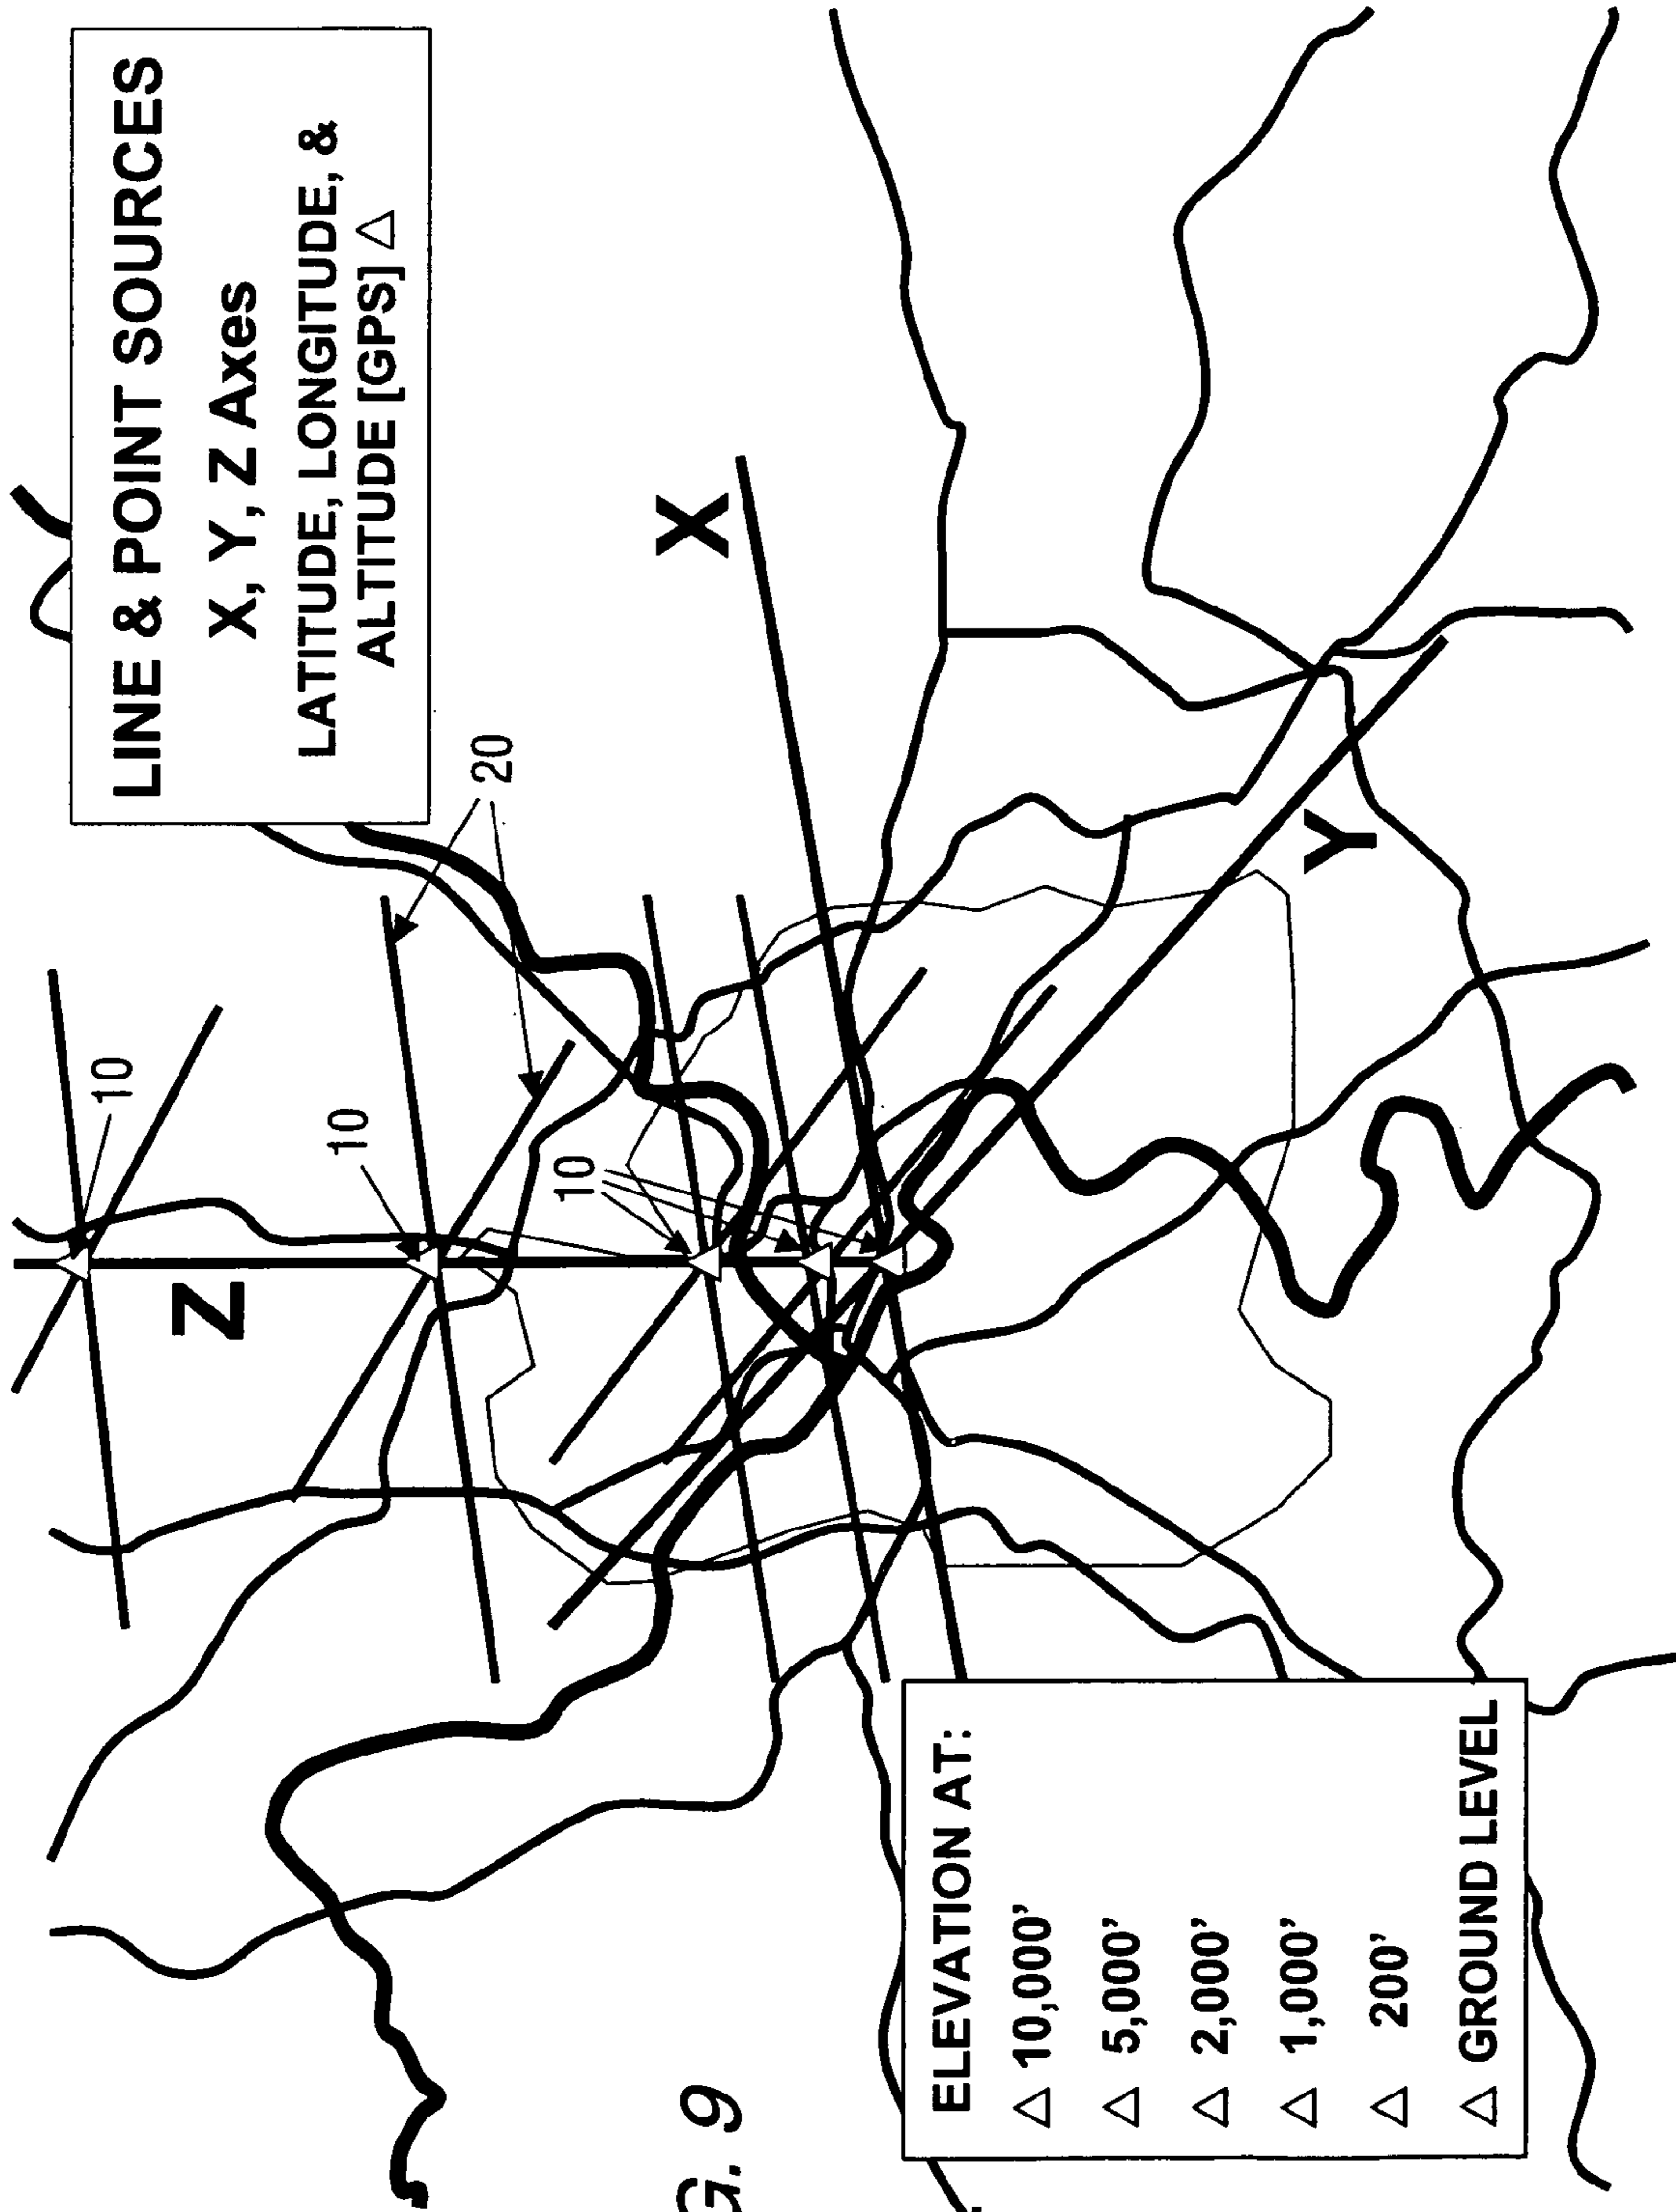 LINE & POINT SOURCES
X, Y, Z Axes
LATITUDE, LONGITUDE, &
ALTITUDE [GPS] △
Z
10
10
20
10
X
Y
ELEVATION AT:
△ 10,000’
△ 5,000’
△ 2,000’
△ 1,000’
△ 200’
△ GROUND LEVEL
G. 9